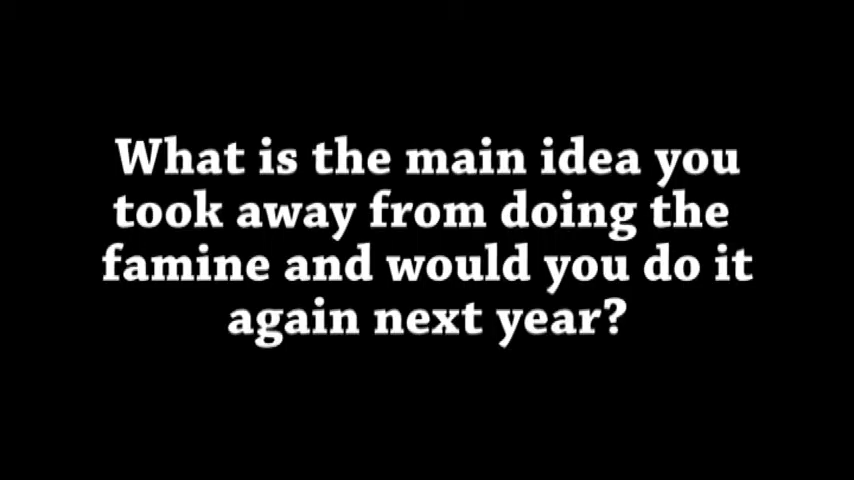 What is the main idea you
took away from doing the
famine and would you do it
again next year?